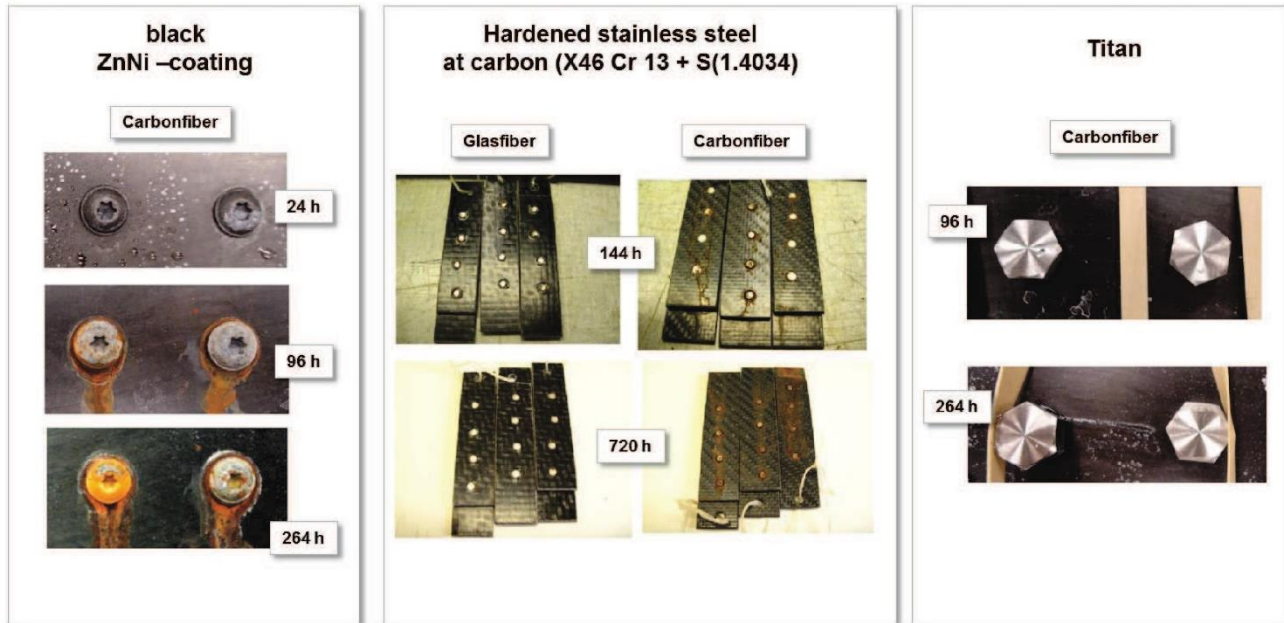 black
ZnNi –coating
Carbonfiber
24 h
96 h
264 h
Hardened stainless steel
at carbon (X46 Cr 13 + S(1.4034)
Glasfiber
Carbonfiber
144 h
720 h
Titan
Carbonfiber
96 h
264 h